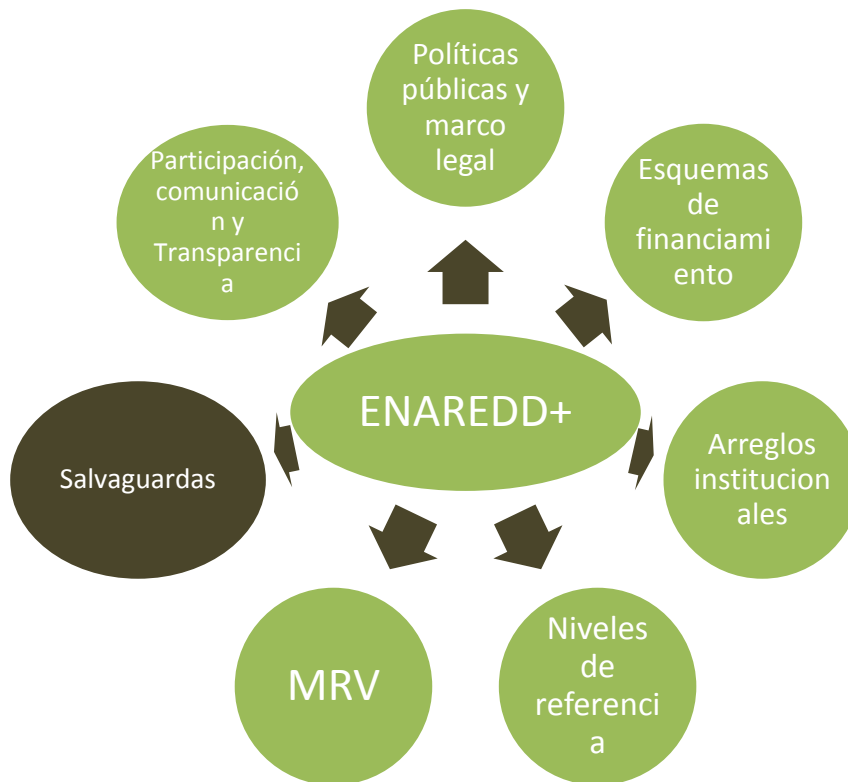 Políticas
públicas y
marco
legal
Esquemas
de
financiami
ento
Arreglos
institucion
ales
Niveles
de
referenci
a
MRV
Salvaguardas
Participación,
comunicació
n y
Transparenci
a
ENAREDD+